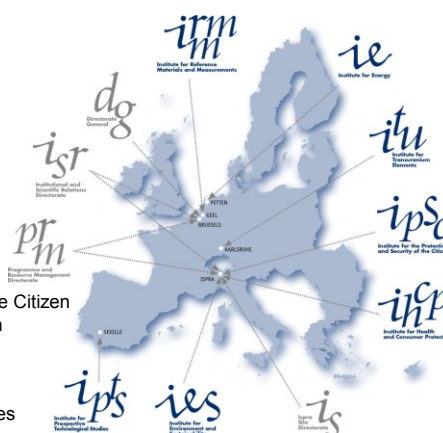 irmm
Institute for Reference
Materials and Measurements
ie
Institute for Energy
dg
Directorate
General
itu
Institute for
Transuranium
Elements
isr
Institutional and
Scientific Relations
Directorate
PETTEN
GEEL
BRUSSELS
ipsc
Institute for the Protection
and Security of the Citizen
prm
Programme and
Resource Management
Directorate
KARLSRUHE
ISPRA
e Citizen
SEVILLE
ihcp
Institute for Health
and Consumer Protection
ipts
Institute for
Prospective
Technological Studies
ies
Institute for
Environment and
is
Ispra
Site
Directorate
es